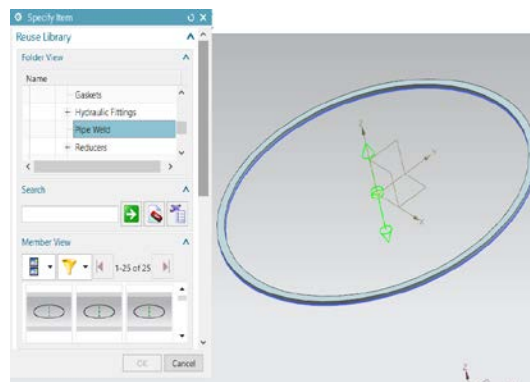 Specify Item
Reuse Library
Folder View
Name
Gaskets
Hydraulic Fittings
Pipe Weld
Reducers
Search
Member View
1-25 of 25
OK
Cancel